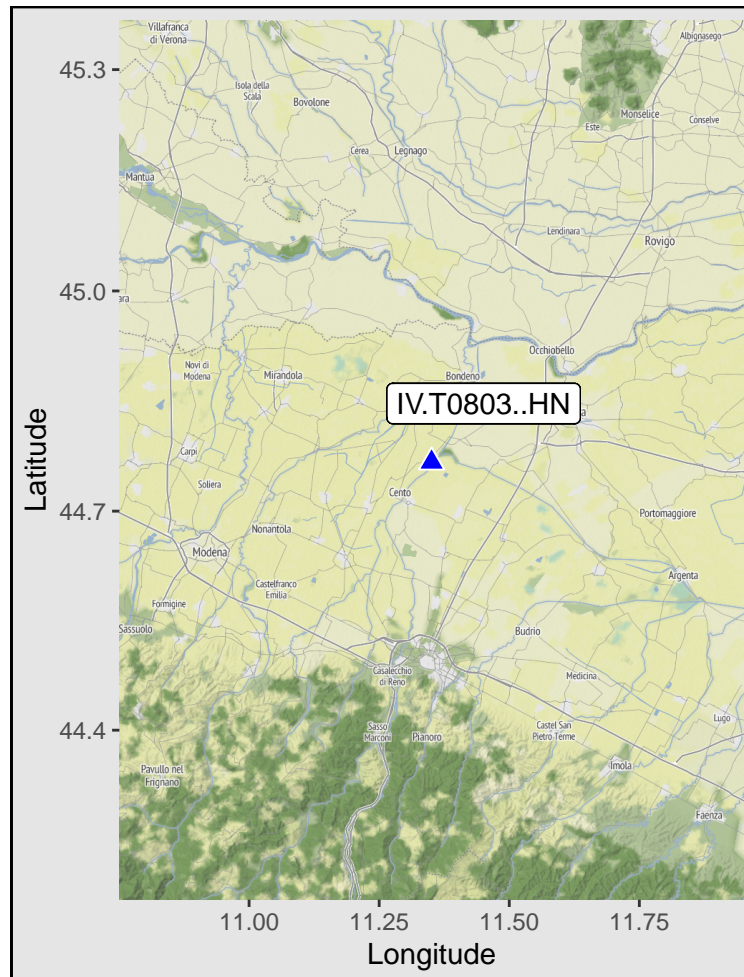 Villafranca
di Verona
Albignasego
45.3
Isola della
Scala
Bovolone
Monselice
Conselve
Este
Cerea
Legnago
Mantua
Lendinara
Rovigo
45.0
Occhiobello
Novi di
Modena
Mirandola
Bondeno
IV.T0803..HN
Carpi
Soliera
Cento
44.7
Portomaggiore
Nonantola
Modena
Argenta
Castelfranco
Emilia
Formigine
Sassuolo
Budrio
Casalecchio
di Reno
Medicina
Sasso
Marconi
Pianoro
Castel San
Pietro Terme
Lugo
44.4
Imola
Pavullo nel
Frignano
Faenza
11.00
11.25
11.50
11.75
Longitude
Latitude